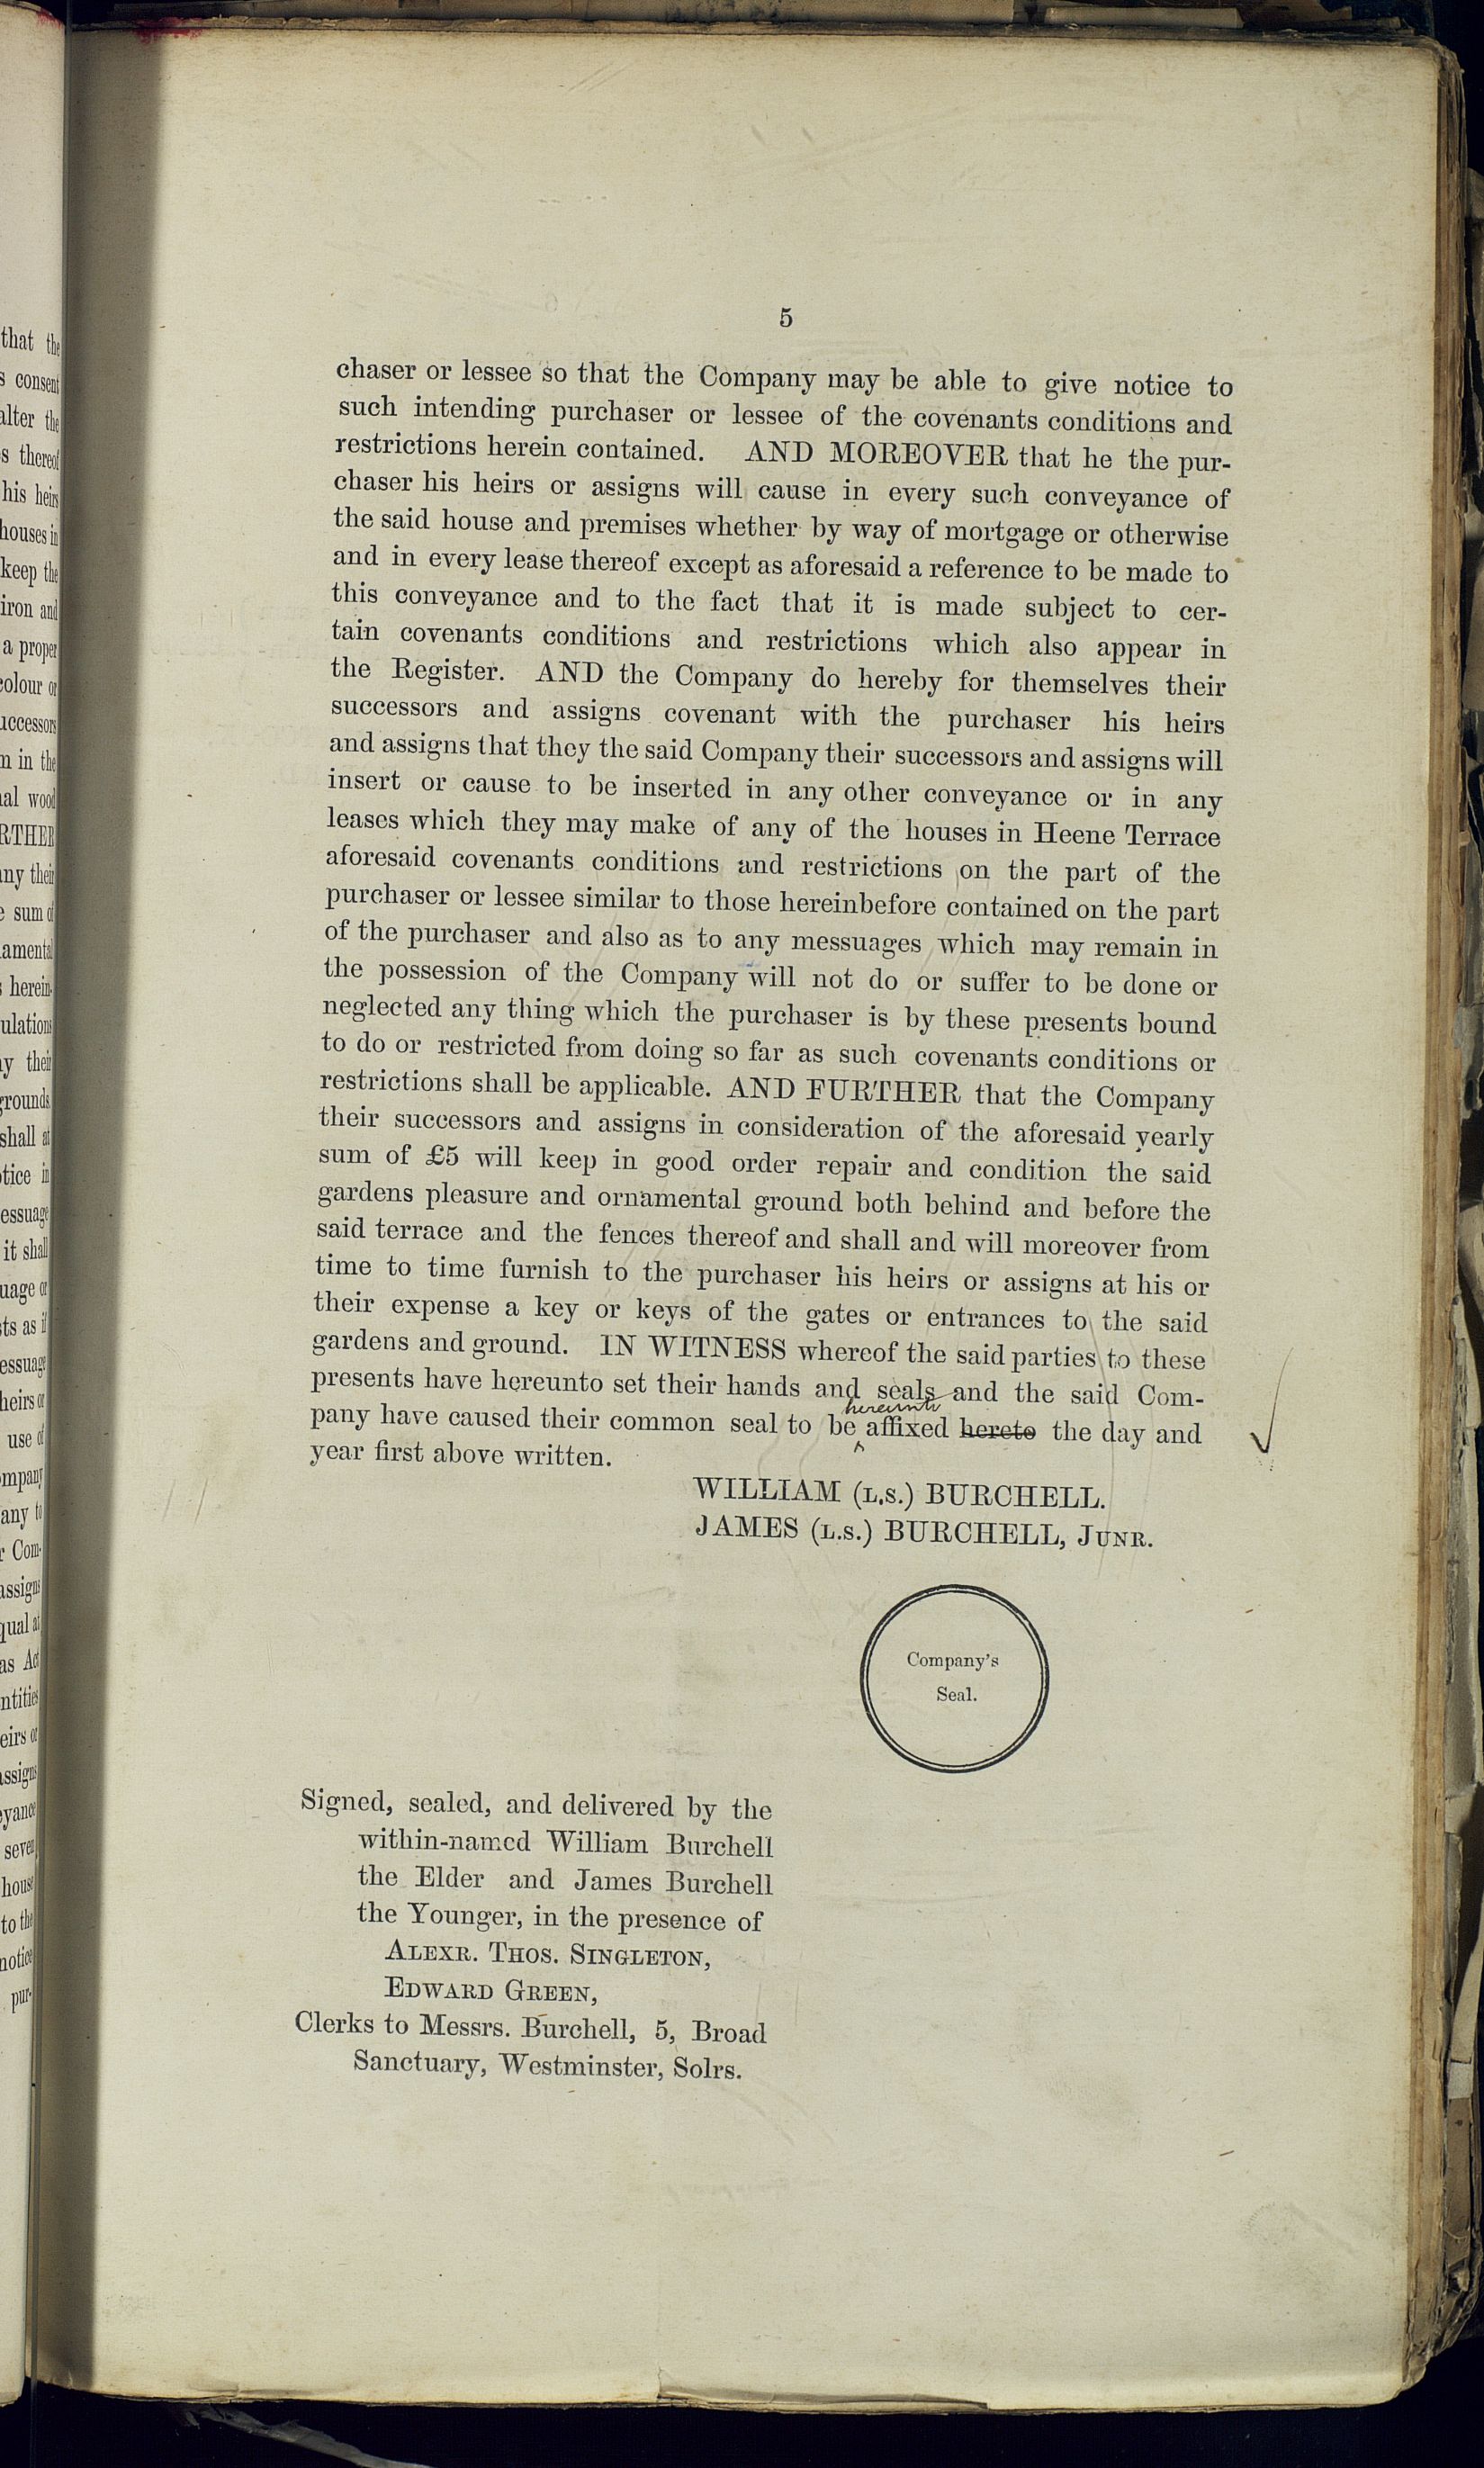 5
chaser or lessee so that the Company may be able to give notice to
such intending purchaser or lessee of the covenants conditions and
restrictions herein contained. AND MOREOVER that he the pur-
chaser his heirs or assigns will cause in every such conveyance of
the said house and premises whether by way of mortgage or otherwise
and in every lease thereof except as aforesaid a reference to be made to
this conveyance and to the fact that it is made subject to cer-
tain covenants conditions and restrictions which also appear in
the Register. AND the Company do hereby for themselves their
successors and assigns covenant with the purchaser his heirs
and assigns that they the said Company their successors and assigns will
insert or cause to be inserted in any other conveyance or in any
leases which they may make of any of the houses in Heene Terrace
aforesaid covenants conditions and restrictions on the part of the
purchaser or lessee similar to those hereinbefore contained on the part
of the purchaser and also as to any messuages which may remain in
the possession of the Company will not do or suffer to be done or
neglected any thing which the purchaser is by these presents bound
to do or restricted from doing so far as such covenants conditions or
restrictions shall be applicable. AND FURTHER that the Company
their successors and assigns in consideration of the aforesaid yearly
sum of £5 will keep in good order repair and condition the said
gardens pleasure and ornamental ground both behind and before the
said terrace and the fences thereof and shall and will moreover from
time to time furnish to the purchaser his heirs or assigns at his or
their expense a key or keys of the gates or entrances to the said
gardens and ground. IN WITNESS whereof the said parties to these
presents have hereunto set their hands and seals and the said Com-
hereunto
pany have caused their common seal to be affixed hereto the day and
year first above written.
WILLIAM (L.S.) BURCHELL.
JAMES (L.S.) BURCHELL, JUNR.
Company's
Seal.
Signed, sealed, and delivered by the
within-named William Burchell
the Elder and James Burchell
the Younger, in the presence of
ALEXR. THOS. SINGLETON,
EDWARD GREEN,
Clerks to Messrs. Burchell, 5, Broad
Sanctuary, Westminster, Solrs.